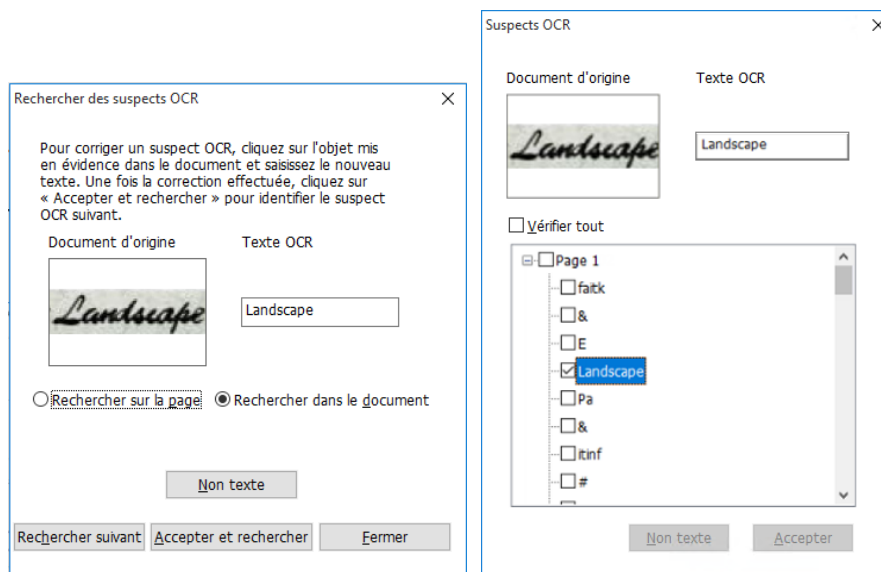 Rechercher des suspects OCR
Pour corriger un suspect OCR, cliquez sur l'objet mis
en évidence dans le document et saisissez le nouveau
texte. Une fois la correction effectuée, cliquez sur
« Accepter et rechercher » pour identifier le suspect
OCR suivant.
Document d'origine Texte OCR
Landscape
Landscape
Rechercher sur la page Rechercher dans le document
Non texte
Rechercher suivant Accepter et rechercher Fermer
Suspects OCR
Document d'origine Texte OCR
Landscape
Landscape
Vérifier tout
Page 1
faitk
&
E
Landscape
Pa
&
itinf
#
Non texte Accepter